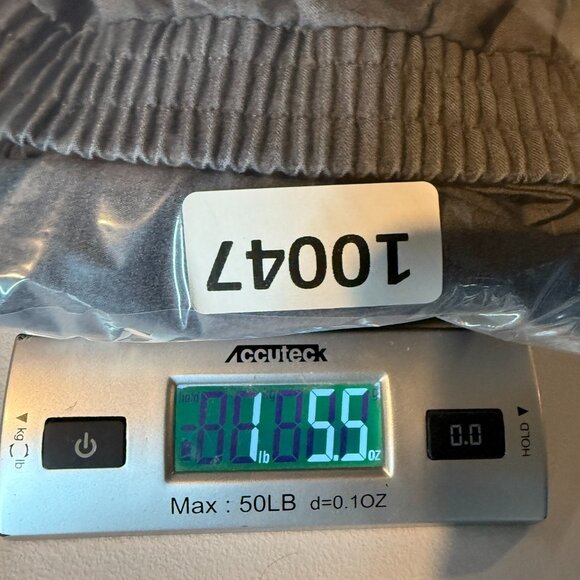 10047
Accuteck
1 lb 5.5 oz
kg lb
0.0
HOLD
Max : 50LB d=0.1OZ